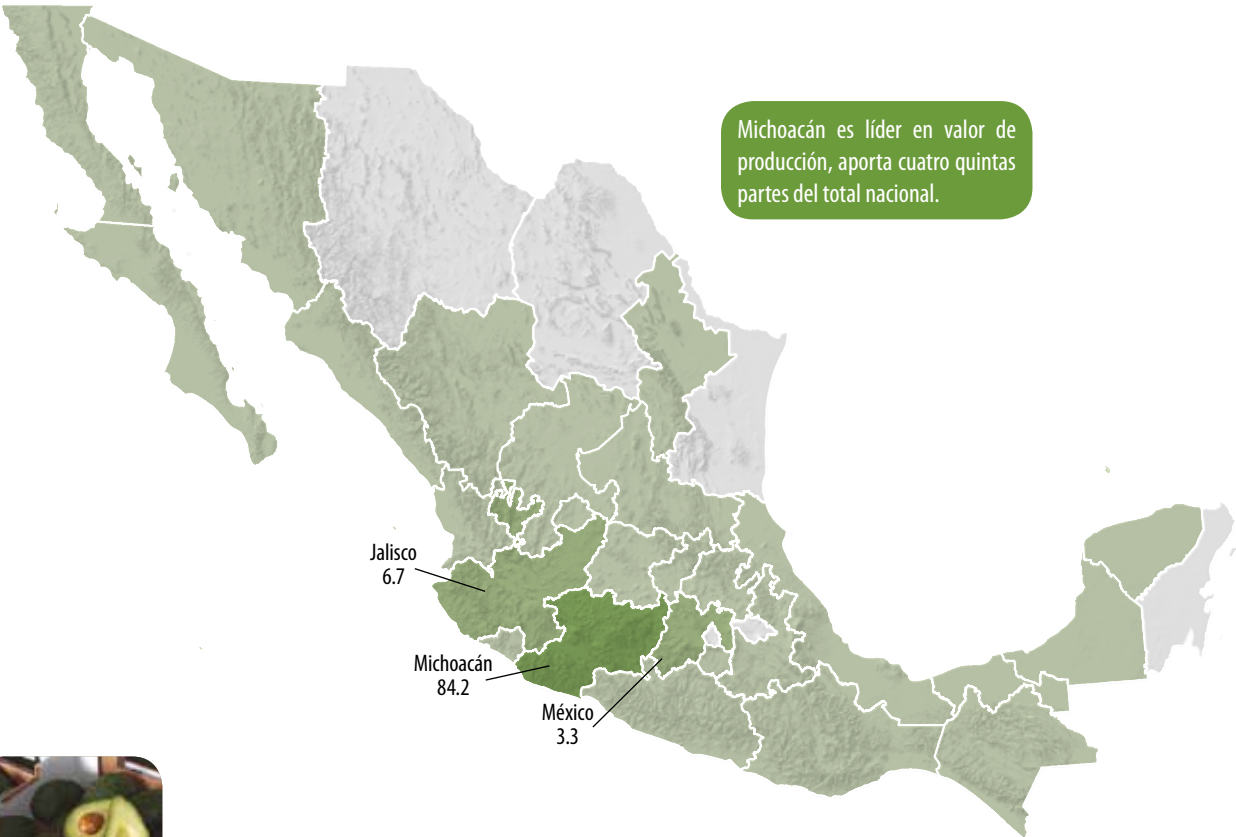 Michoacán es líder en valor de
producción, aporta cuatro quintas
partes del total nacional.
Jalisco
6.7
Michoacán
84.2
México
3.3